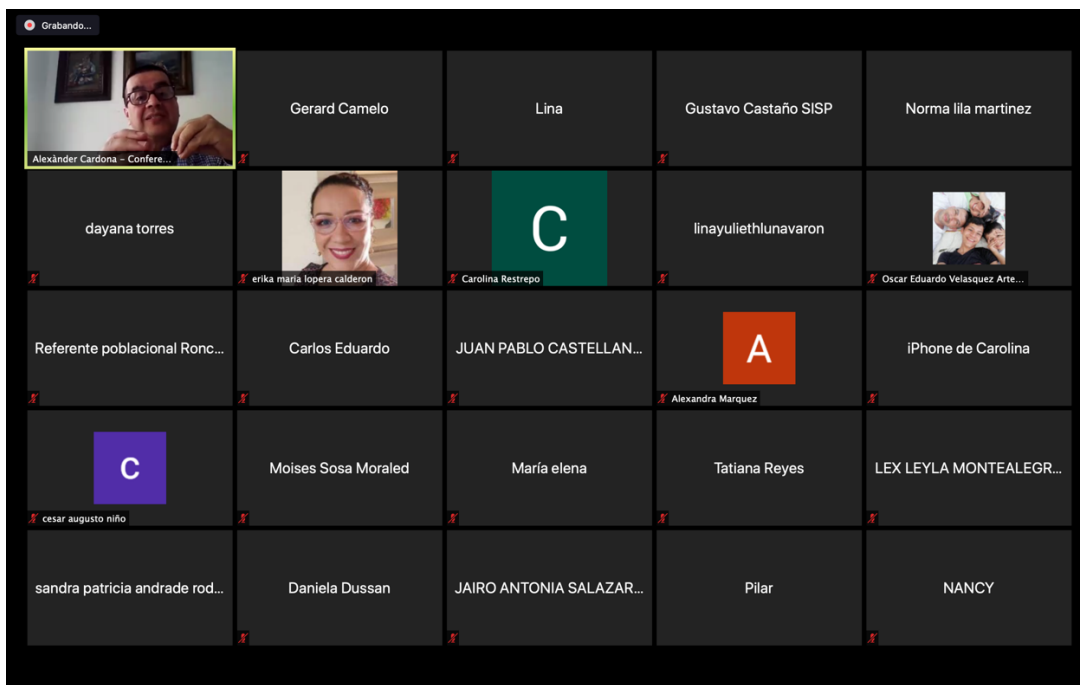 Grabando...
Alexànder Cardona - Confere...
Gerard Camelo
Lina
Gustavo Castaño SISP
Norma lila martinez
dayana torres
erika maria lopera calderon
C
Carolina Restrepo
linayuliethlunavaron
Oscar Eduardo Velasquez Arte...
Referente poblacional Ronc...
Carlos Eduardo
JUAN PABLO CASTELLAN...
A
Alexandra Marquez
iPhone de Carolina
c
cesar augusto niño
Moises Sosa Moraled
María elena
Tatiana Reyes
LEX LEYLA MONTEALEGR...
sandra patricia andrade rod...
Daniela Dussan
JAIRO ANTONIA SALAZAR...
Pilar
NANCY